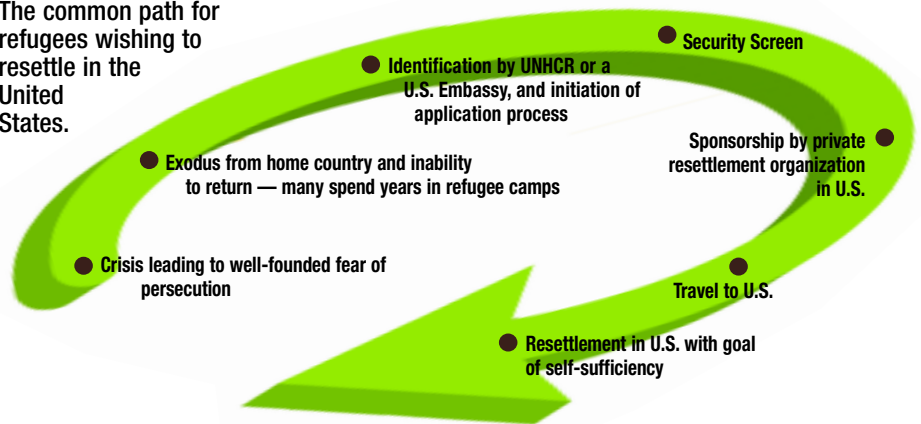 The common path for
refugees wishing to
resettle in the
United
States.
Crisis leading to well-founded fear of
persecution
Exodus from home country and inability
to return — many spend years in refugee camps
Identification by UNHCR or a
U.S. Embassy, and initiation of
application process
Security Screen
Sponsorship by private
resettlement organization
in U.S.
Travel to U.S.
Resettlement in U.S. with goal
of self-sufficiency